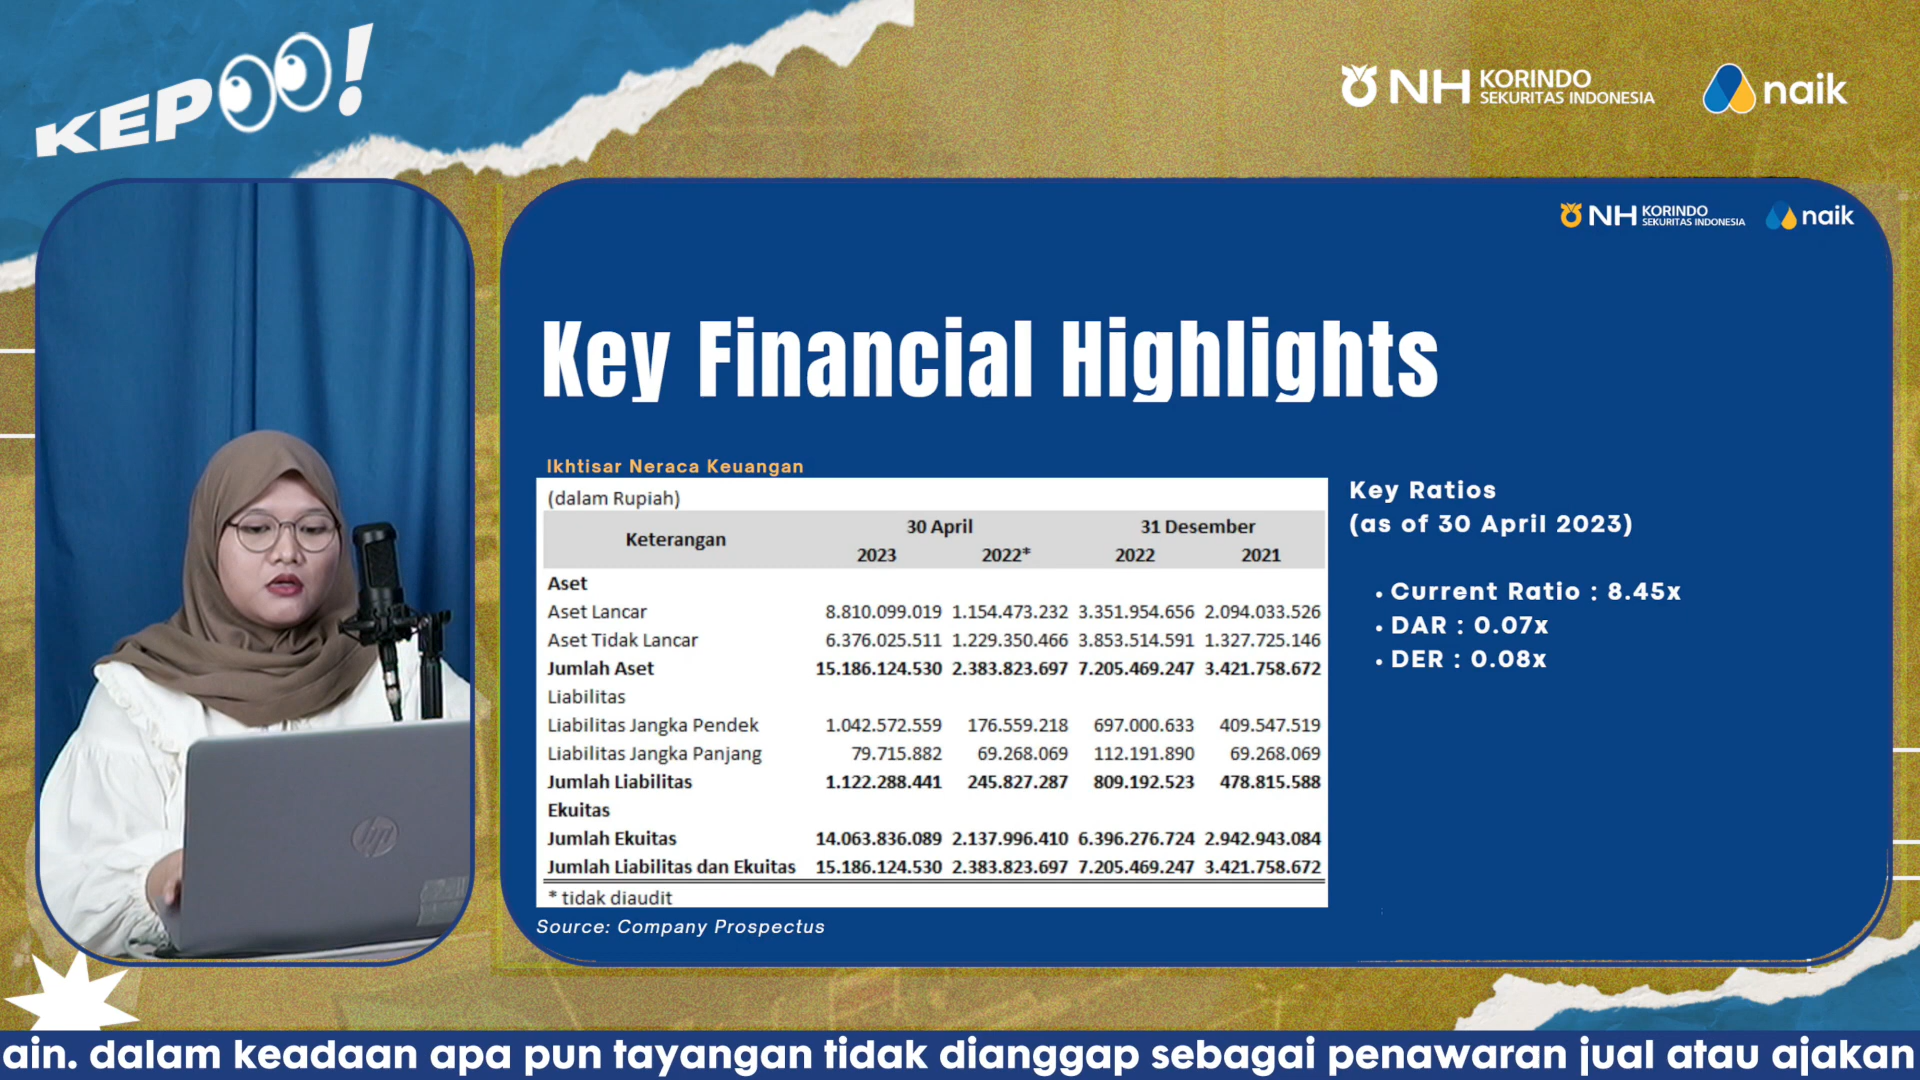 KEPOO!
NH KORINDO SEKURITAS INDONESIA
naik
NH KORINDO SEKURITAS INDONESIA
naik
Key Financial Highlights
Ikhtisar Neraca Keuangan
(dalam Rupiah)
Keterangan 30 April 31 Desember
2023 2022* 2022 2021
Aset
Aset Lancar 8.810.099.019 1.154.473.232 3.351.954.656 2.094.033.526
Aset Tidak Lancar 6.376.025.511 1.229.350.466 3.853.514.591 1.327.725.146
Jumlah Aset 15.186.124.530 2.383.823.697 7.205.469.247 3.421.758.672
Liabilitas
Liabilitas Jangka Pendek 1.042.572.559 176.559.218 697.000.633 409.547.519
Liabilitas Jangka Panjang 79.715.882 69.268.069 112.191.890 69.268.069
Jumlah Liabilitas 1.122.288.441 245.827.287 809.192.523 478.815.588
Ekuitas
Jumlah Ekuitas 14.063.836.089 2.137.996.410 6.396.276.724 2.942.943.084
Jumlah Liabilitas dan Ekuitas 15.186.124.530 2.383.823.697 7.205.469.247 3.421.758.672
* tidak diaudit
Source: Company Prospectus
Key Ratios
(as of 30 April 2023)
• Current Ratio : 8.45x
• DAR : 0.07x
• DER : 0.08x
hp
ain. dalam keadaan apa pun tayangan tidak dianggap sebagai penawaran jual atau ajakan